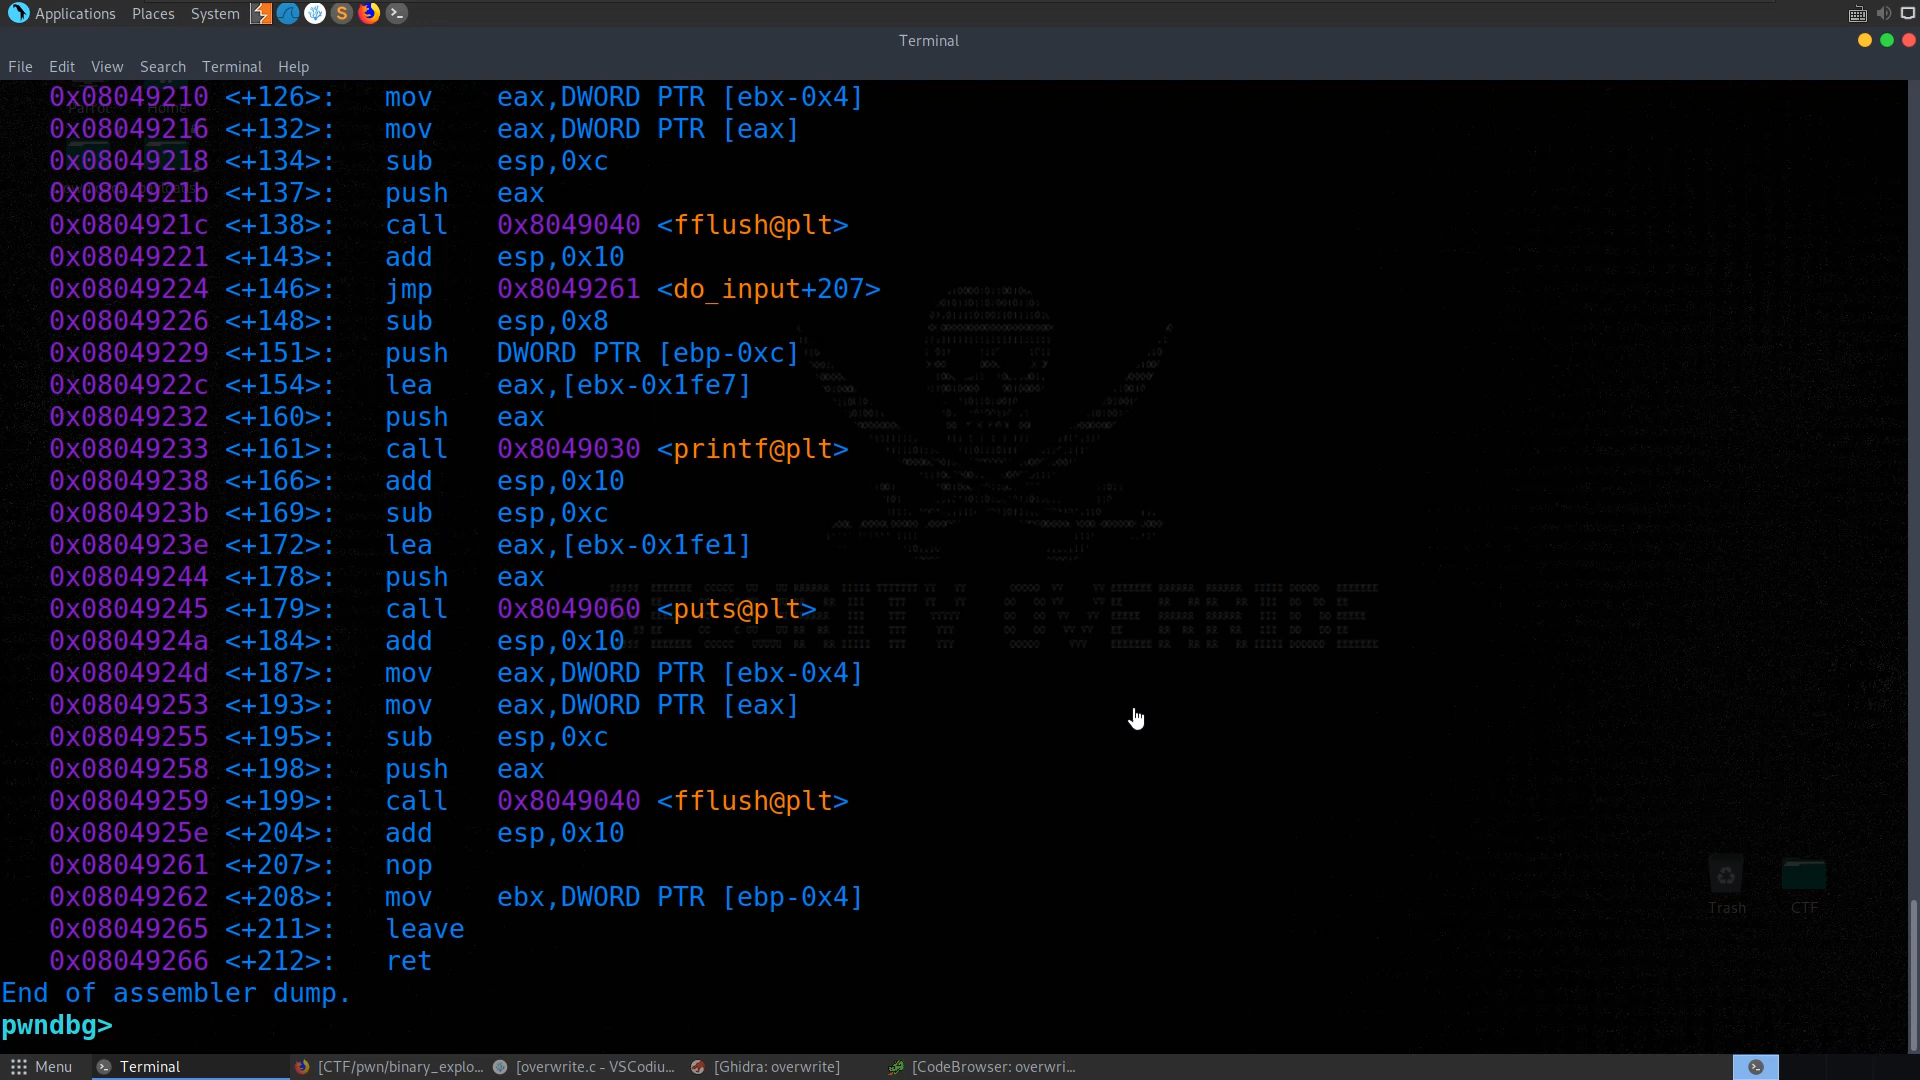 Applications Places System
Terminal
File Edit View Search Terminal Help
0x08049210 <+126>: mov eax,DWORD PTR [ebx-0x4]
0x08049216 <+132>: mov eax,DWORD PTR [eax]
0x08049218 <+134>: sub esp,0xc
0x0804921b <+137>: push eax
0x0804921c <+138>: call 0x8049040 <fflush@plt>
0x08049221 <+143>: add esp,0x10
0x08049224 <+146>: jmp 0x8049261 <do_input+207>
0x08049226 <+148>: sub esp,0x8
0x08049229 <+151>: push DWORD PTR [ebp-0xc]
0x0804922c <+154>: lea eax,[ebx-0x1fe7]
0x08049232 <+160>: push eax
0x08049233 <+161>: call 0x8049030 <printf@plt>
0x08049238 <+166>: add esp,0x10
0x0804923b <+169>: sub esp,0xc
0x0804923e <+172>: lea eax,[ebx-0x1fe1]
0x08049244 <+178>: push eax
0x08049245 <+179>: call 0x8049060 <puts@plt>
0x0804924a <+184>: add esp,0x10
0x0804924d <+187>: mov eax,DWORD PTR [ebx-0x4]
0x08049253 <+193>: mov eax,DWORD PTR [eax]
0x08049255 <+195>: sub esp,0xc
0x08049258 <+198>: push eax
0x08049259 <+199>: call 0x8049040 <fflush@plt>
0x0804925e <+204>: add esp,0x10
0x08049261 <+207>: nop
0x08049262 <+208>: mov ebx,DWORD PTR [ebp-0x4]
0x08049265 <+211>: leave
0x08049266 <+212>: ret
End of assembler dump.
pwndbg>
Trash CTF
Menu Terminal [CTF/pwn/binary_explo... [overwrite.c - VSCodiu... [Ghidra: overwrite] [CodeBrowser: overwri...